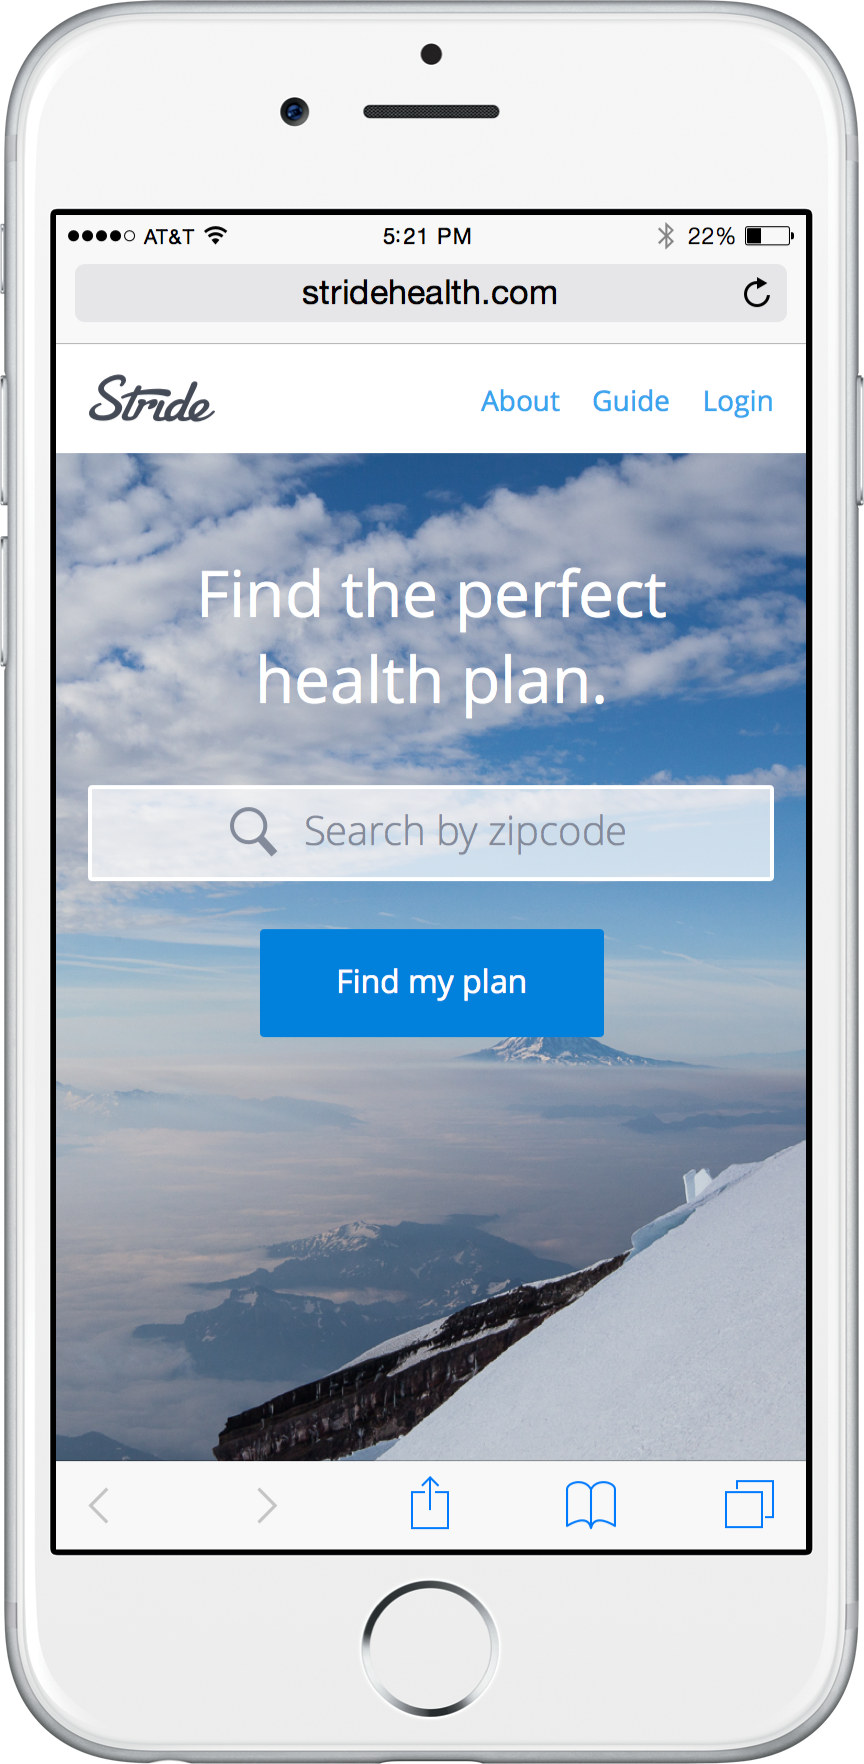 AT&T 5:21 PM 22%
stridehealth.com
Stride About Guide Login
Find the perfect
health plan.
Search by zipcode
Find my plan